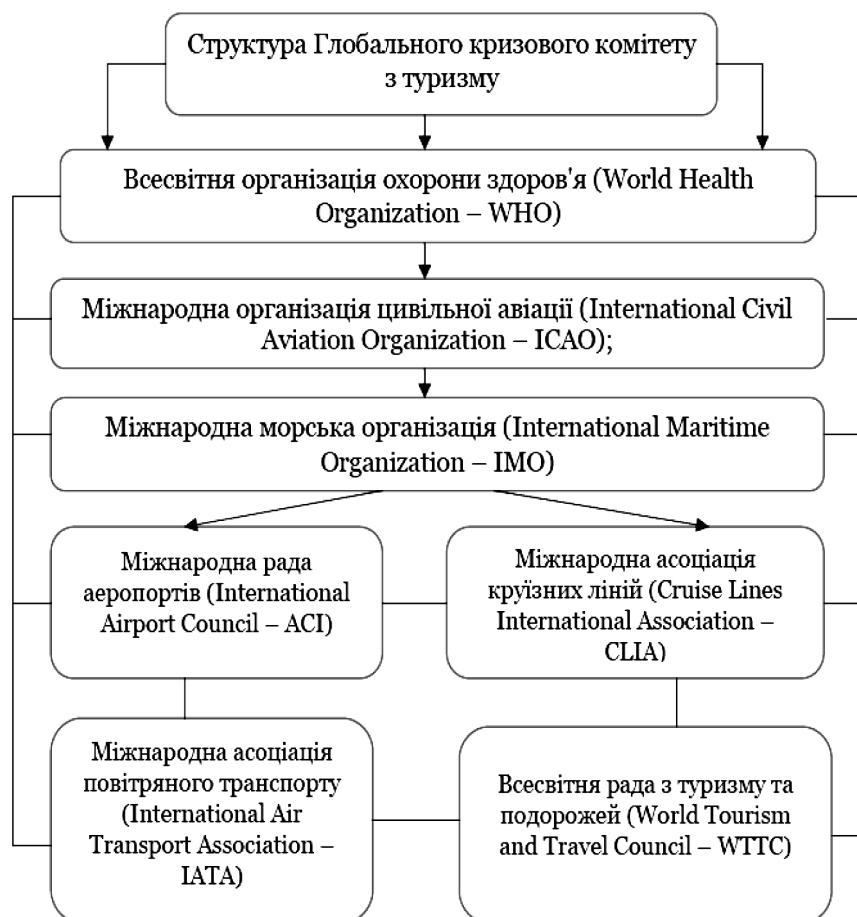 Структура Глобального кризового комітету
з туризму
Всесвітня організація охорони здоров'я (World Health
Organization – WHO)
Міжнародна організація цивільної авіації (International Civil
Aviation Organization – ICAO);
Міжнародна морська організація (International Maritime
Organization – IMO)
Міжнародна рада
аеропортів (International
Airport Council – ACI)
Міжнародна асоціація
круїзних ліній (Cruise Lines
International Association –
CLIA)
Міжнародна асоціація
повітряного транспорту
(International Air
Transport Association –
IATA)
Всесвітня рада з туризму та
подорожей (World Tourism
and Travel Council – WTTC)